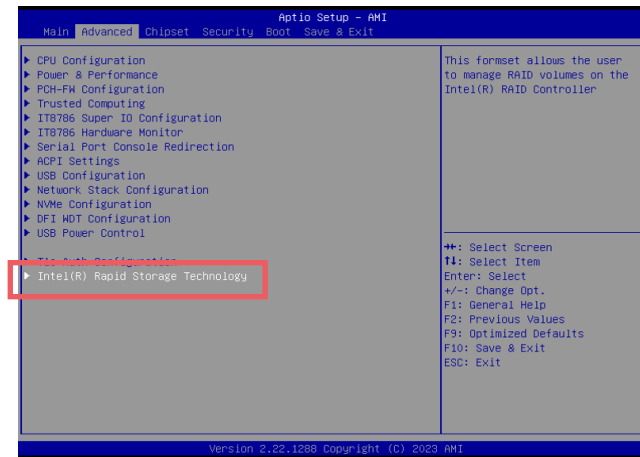 Aptio Setup - AMI
Main Advanced Chipset Security Boot Save & Exit
▶ CPU Configuration
▶ Power & Performance
▶ PCH-FW Configuration
▶ Trusted Computing
▶ IT8786 Super IO Configuration
▶ IT8786 Hardware Monitor
▶ Serial Port Console Redirection
▶ ACPI Settings
▶ USB Configuration
▶ Network Stack Configuration
▶ NVMe Configuration
▶ DFI WDT Configuration
▶ USB Power Control
▶ Tls Auth Configuration
▶ Intel(R) Rapid Storage Technology
This formset allows the user
to manage RAID volumes on the
Intel(R) RAID Controller
→←: Select Screen
↑↓: Select Item
Enter: Select
+/-: Change Opt.
F1: General Help
F2: Previous Values
F9: Optimized Defaults
F10: Save & Exit
ESC: Exit
Version 2.22.1288 Copyright (C) 2023 AMI